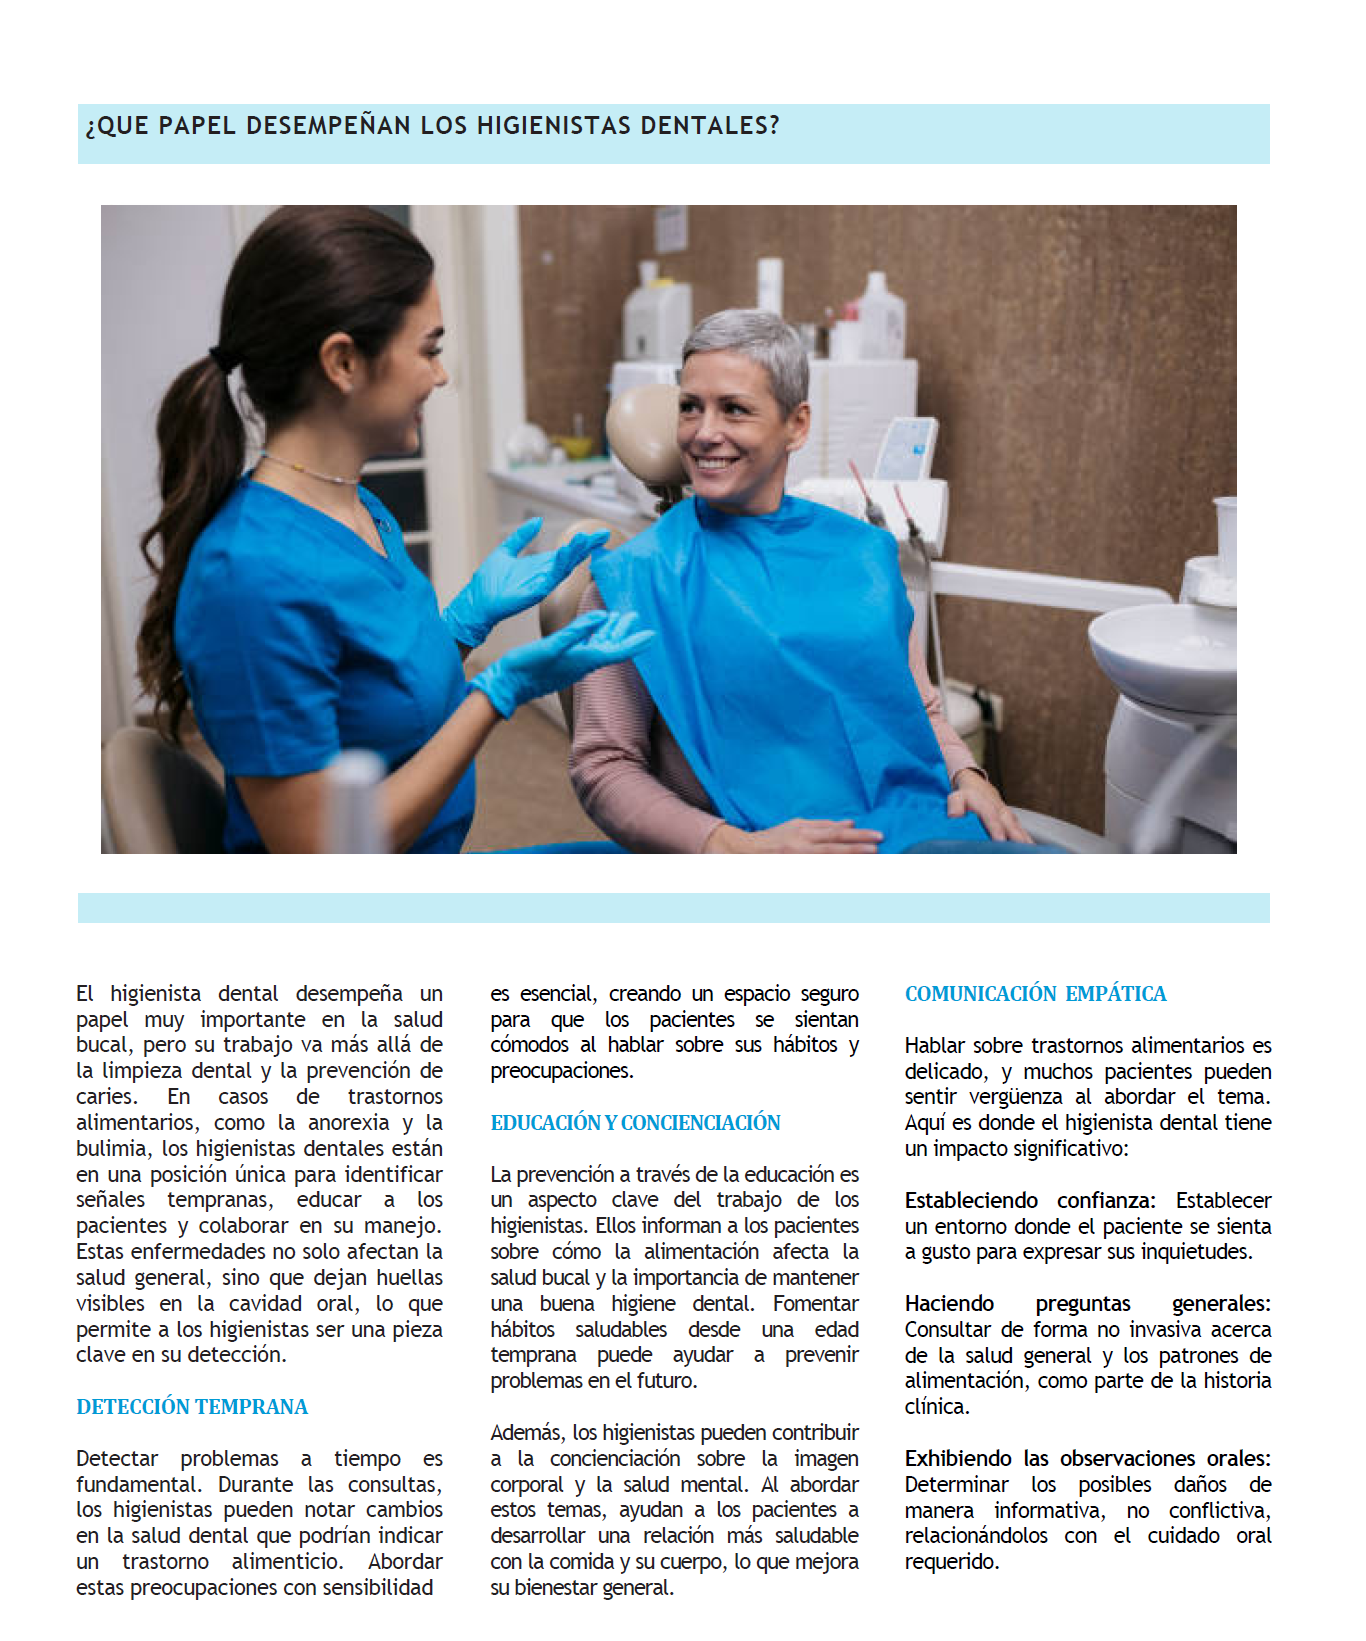 ¿QUE PAPEL DESEMPEÑAN LOS HIGIENISTAS DENTALES?
El higienista dental desempeña un
papel muy importante en la salud
bucal, pero su trabajo va más allá de
la limpieza dental y la prevención de
caries. En casos de trastornos
alimentarios, como la anorexia y la
bulimia, los higienistas dentales están
en una posición única para identificar
señales tempranas, educar a los
pacientes y colaborar en su manejo.
Estas enfermedades no solo afectan la
salud general, sino que dejan huellas
visibles en la cavidad oral, lo que
permite a los higienistas ser una pieza
clave en su detección.
DETECCIÓN TEMPRANA
Detectar problemas a tiempo es
fundamental. Durante las consultas,
los higienistas pueden notar cambios
en la salud dental que podrían indicar
un trastorno alimenticio. Abordar
estas preocupaciones con sensibilidad
es esencial, creando un espacio seguro
para que los pacientes se sientan
cómodos al hablar sobre sus hábitos y
preocupaciones.
EDUCACIÓN Y CONCIENCIACIÓN
La prevención a través de la educación es
un aspecto clave del trabajo de los
higienistas. Ellos informan a los pacientes
sobre cómo la alimentación afecta la
salud bucal y la importancia de mantener
una buena higiene dental. Fomentar
hábitos saludables desde una edad
temprana puede ayudar a prevenir
problemas en el futuro.
Además, los higienistas pueden contribuir
a la concienciación sobre la imagen
corporal y la salud mental. Al abordar
estos temas, ayudan a los pacientes a
desarrollar una relación más saludable
con la comida y su cuerpo, lo que mejora
su bienestar general.
COMUNICACIÓN EMPÁTICA
Hablar sobre trastornos alimentarios es
delicado, y muchos pacientes pueden
sentir vergüenza al abordar el tema.
Aquí es donde el higienista dental tiene
un impacto significativo:
Estableciendo confianza: Establecer
un entorno donde el paciente se sienta
a gusto para expresar sus inquietudes.
Haciendo preguntas generales:
Consultar de forma no invasiva acerca
de la salud general y los patrones de
alimentación, como parte de la historia
clínica.
Exhibiendo las observaciones orales:
Determinar los posibles daños de
manera informativa, no conflictiva,
relacionándolos con el cuidado oral
requerido.